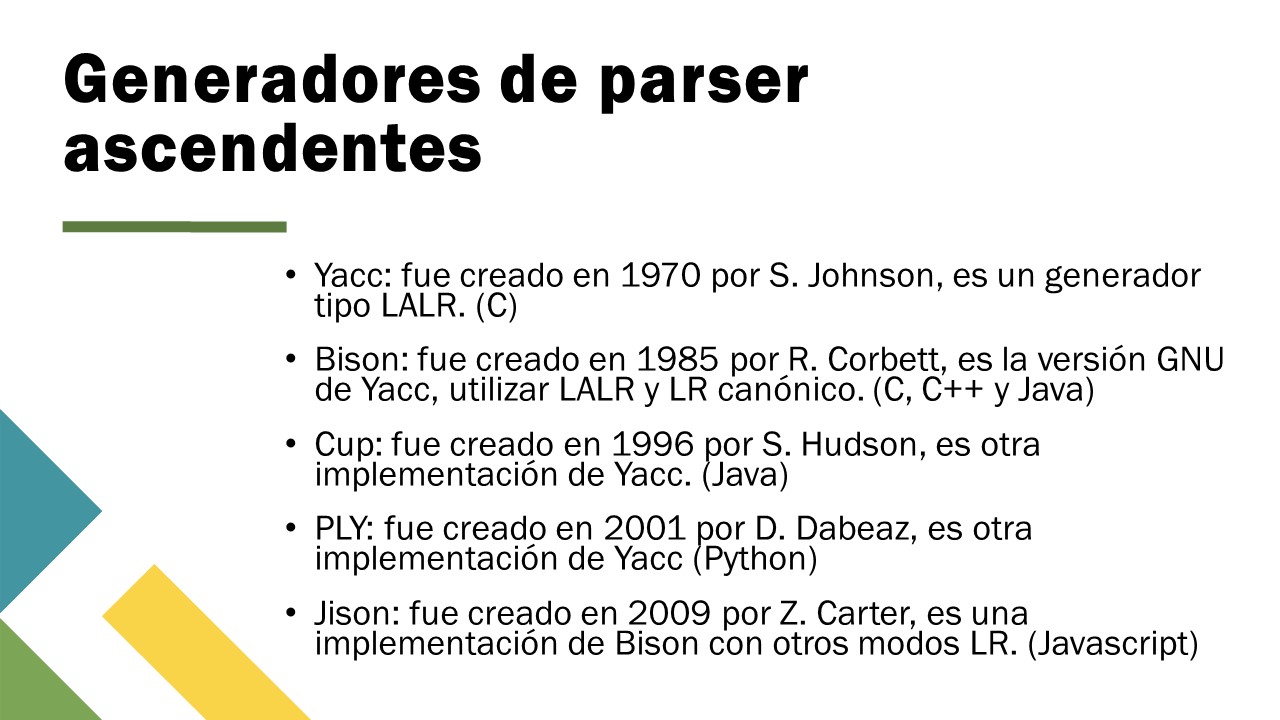 Generadores de parser
ascendentes
• Yacc: fue creado en 1970 por S. Johnson, es un generador
tipo LALR. (C)
• Bison: fue creado en 1985 por R. Corbett, es la versión GNU
de Yacc, utilizar LALR y LR canónico. (C, C++ y Java)
• Cup: fue creado en 1996 por S. Hudson, es otra
implementación de Yacc. (Java)
• PLY: fue creado en 2001 por D. Dabeaz, es otra
implementación de Yacc (Python)
• Jison: fue creado en 2009 por Z. Carter, es una
implementación de Bison con otros modos LR. (Javascript)